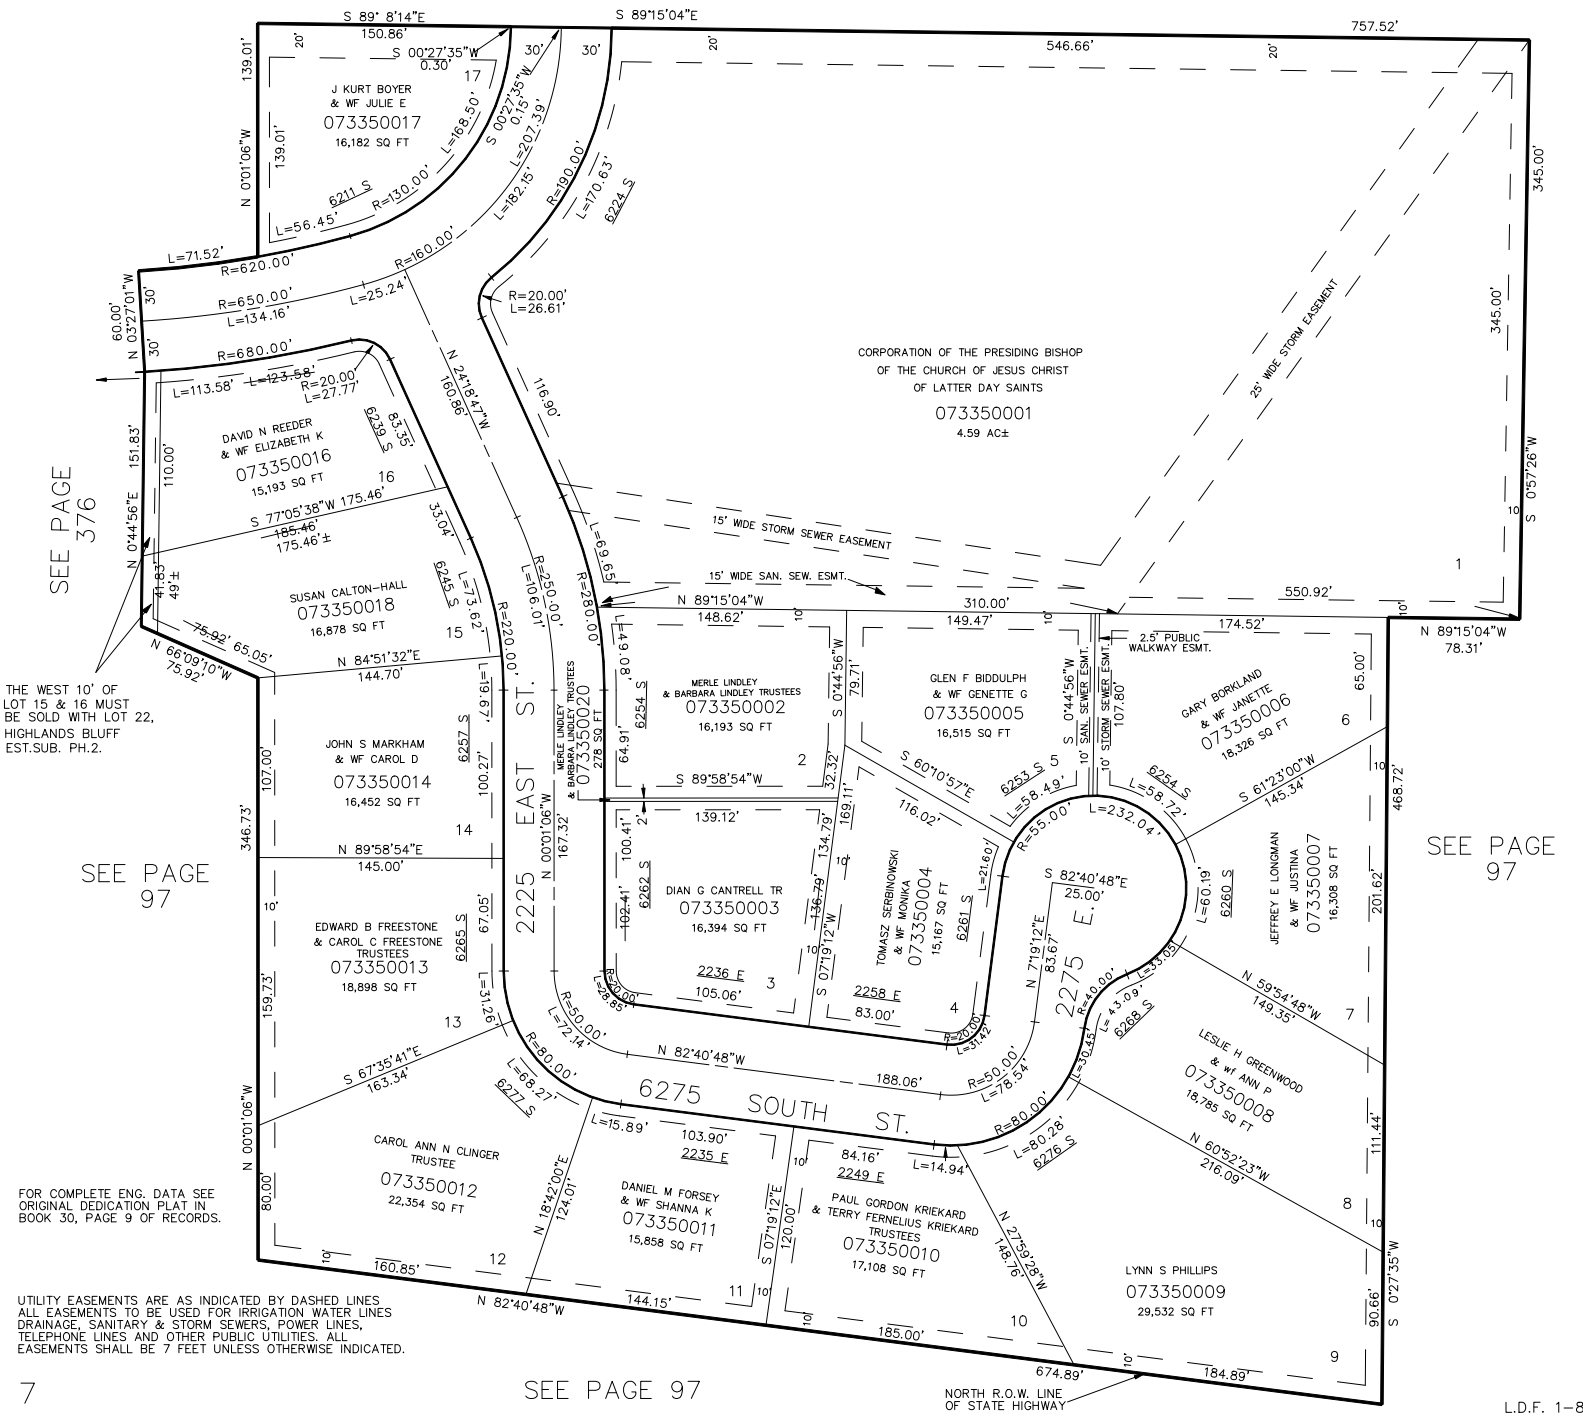 S 89° 8'14"E
150.86'
S 89°15'04"E
757.52'
546.66'
20'
20'
20'
139.01'
N 0°01'06"W
139.01'
S 00°27'35"W
0.30'
30'
30'
S 00°27'35"W
0.15'
17
J KURT BOYER
& WF JULIE E
073350017
16,182 SQ FT
L=168.50'
L=207.39'
L=182.15'
R=190.00'
L=170.63'
6224 S
6211 S
R=130.00'
L=56.45'
R=160.00'
L=25.24'
L=71.52'
R=620.00'
R=650.00'
L=134.16'
R=680.00'
60.00'
N 03°27'01"W
30'
30'
L=113.58'
L=123.58'
R=20.00'
L=27.77'
R=20.00'
L=26.61'
345.00'
345.00'
25' WIDE STORM EASEMENT
CORPORATION OF THE PRESIDING BISHOP
OF THE CHURCH OF JESUS CHRIST
OF LATTER DAY SAINTS
073350001
4.59 AC±
S 0°57'26"W
10
1
N 24°18'47"W
160.86'
116.90'
83.35'
6239 S
DAVID N REEDER
& WF ELIZABETH K
073350016
15,193 SQ FT
16
151.83'
110.00'
N 0°44'56"E
S 77°05'38"W 175.46'
185.46'
175.46'±
33.04'
SEE PAGE
376
15' WIDE STORM SEWER EASEMENT
15' WIDE SAN. SEW. ESMT.
L=69.65'
41.83'
49'±
SUSAN CALTON-HALL
073350018
16,878 SQ FT
15
6245 S
L=73.62'
R=220.00'
R=250.00'
L=106.01'
R=280.00'
75.92' 65.05'
N 66°09'10"W
75.92'
N 84°51'32"E
144.70'
THE WEST 10' OF
LOT 15 & 16 MUST
BE SOLD WITH LOT 22,
HIGHLANDS BLUFF
EST.SUB. PH.2.
N 89°15'04"W
310.00'
550.92'
148.62'
149.47'
174.52'
10'
10'
10'
N 89°15'04"W
78.31'
2.5' PUBLIC
WALKWAY ESMT.
L=49.08'
6254 S
64.91'
MERLE LINDLEY
& BARBARA LINDLEY TRUSTEES
073350002
16,193 SQ FT
2
S 0°44'56"W
79.71'
32.32'
MERLE LINDLEY
& BARBARA LINDLEY TRUSTEES
073350020
278 SQ FT
GLEN F BIDDULPH
& WF GENETTE G
073350005
16,515 SQ FT
5
S 0°44'56"W
10' SAN. SEWER ESMT.
10' STORM SEWER ESMT.
107.80'
GARY BORKLAND
& WF JANETTE
073350006
18,326 SQ FT
6
65.00'
10
468.72'
L=19.67'
6257 S
100.27'
JOHN S MARKHAM
& WF CAROL D
073350014
16,452 SQ FT
14
107.00'
346.73'
N 89°58'54"E
145.00'
2225 EAST ST.
N 00°01'06"W
167.32'
S 89°58'54"W
139.12'
2'
100.41'
102.41'
6262 S
DIAN G CANTRELL TR
073350003
16,394 SQ FT
3
2236 E
105.06'
R=20.00'
L=28.85'
169.11'
134.79'
136.79'
10'
10'
S 07°19'12"W
S 60°10'57"E
116.02'
6253 S
L=58.49'
R=55.00'
L=232.04'
6254 S
L=58.72'
S 61°23'00"W
145.34'
TOMASZ SERBINOWSKI
& WF MONIKA
073350004
15,167 SQ FT
6261 S
L=21.60'
2258 E
83.00'
4
R=20.00'
L=31.42'
S 82°40'48"E
25.00'
N 7°19'12"E
83.67'
2275 E.
L=60.19'
6260 S
JEFFREY E LONGMAN
& WF JUSTINA
073350007
16,308 SQ FT
7
201.62'
SEE PAGE
97
SEE PAGE
97
L=33.05'
R=40.00'
L= 43.09'
6268 S
N 59°54'48"W
149.35'
10'
EDWARD B FREESTONE
& CAROL C FREESTONE
TRUSTEES
073350013
18,898 SQ FT
13
67.05'
6265 S
L=31.26'
159.73'
S 67°35'41"E
163.34'
R=50.00'
L=72.14'
R=80.00'
L=68.27'
6277 S
N 82°40'48"W
188.06'
6275 SOUTH ST.
R=50.00'
L=78.54'
L=30.45'
R=80.00'
L=80.28'
6276 S
LESLIE H GREENWOOD
& wf ANN P
073350008
18,785 SQ FT
8
111.44'
N 60°52'23"W
216.09'
10'
N 00°01'06"W
80.00'
CAROL ANN N CLINGER
TRUSTEE
073350012
22,354 SQ FT
12
N 18°42'00"E
124.01'
L=15.89'
103.90'
2235 E
DANIEL M FORSEY
& WF SHANNA K
073350011
15,858 SQ FT
11
10'
10'
S 07°19'12"E
120.00'
84.16'
2249 E
L=14.94'
PAUL GORDON KRIEKARD
& TERRY FERNELIUS KRIEKARD
TRUSTEES
073350010
17,108 SQ FT
10
N 27°59'28"W
148.76'
LYNN S PHILLIPS
073350009
29,532 SQ FT
9
90.66'
S 0°27'35"W
FOR COMPLETE ENG. DATA SEE
ORIGINAL DEDICATION PLAT IN
BOOK 30, PAGE 9 OF RECORDS.
10'
160.85'
N 82°40'48"W
144.15'
10'
185.00'
674.89'
10'
184.89'
UTILITY EASEMENTS ARE AS INDICATED BY DASHED LINES
ALL EASEMENTS TO BE USED FOR IRRIGATION WATER LINES
DRAINAGE, SANITARY & STORM SEWERS, POWER LINES,
TELEPHONE LINES AND OTHER PUBLIC UTILITIES. ALL
EASEMENTS SHALL BE 7 FEET UNLESS OTHERWISE INDICATED.
NORTH R.O.W. LINE
OF STATE HIGHWAY
SEE PAGE 97
7
L.D.F. 1-8